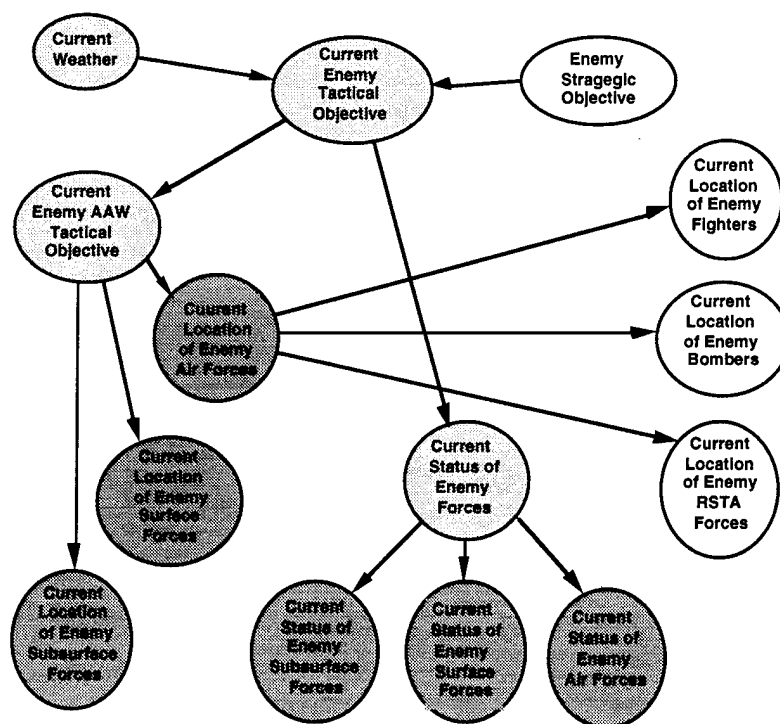 Current
Weather
Current
Enemy
Tactical
Objective
Enemy
Stragegic
Objective
Current
Enemy AAW
Tactical
Objective
Current
Location
of Enemy
Fighters
Cuurent
Location
of Enemy
Air Forces
Current
Location
of Enemy
Bombers
Current
Location
of Enemy
Surface
Forces
Current
Status of
Enemy
Forces
Current
Location
of Enemy
RSTA
Forces
Current
Location
of Enemy
Subsurface
Forces
Current
Status of
Enemy
Subsurface
Forces
Current
Status of
Enemy
Surface
Forces
Current
Status of
Enemy
Air Forces